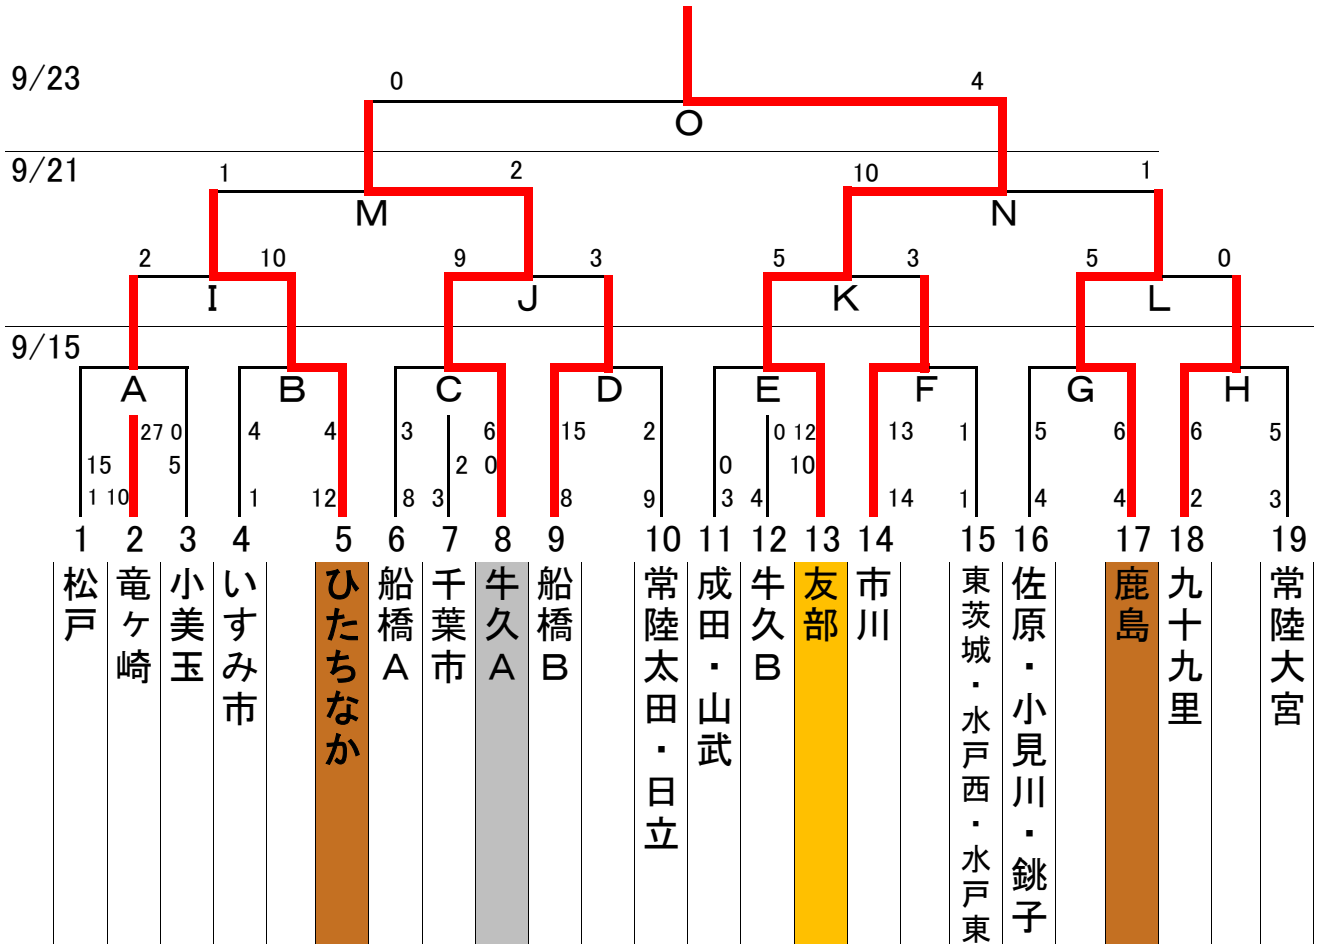 9/23
0 4
O
9/21
1 2 10 1
M N
2 10 9 3 5 3 5 0
I J K L
9/15
A B C D E F G H
27 0 4 4 3 6 15 2 0 12 13 1 5 6 6 5
15 5 2 0 0 10
1 10 1 12 8 3 8 9 3 4 14 1 4 4 2 3
1 2 3 4 5 6 7 8 9 10 11 12 13 14 15 16 17 18 19
松戸
竜ヶ崎
小美玉
いすみ市
ひたちなか
船橋A
千葉市
牛久A
船橋B
常陸太田・日立
成田・山武
牛久B
友部
市川
東茨城・水戸西・水戸東
佐原・小見川・銚子
鹿島
九十九里
常陸大宮